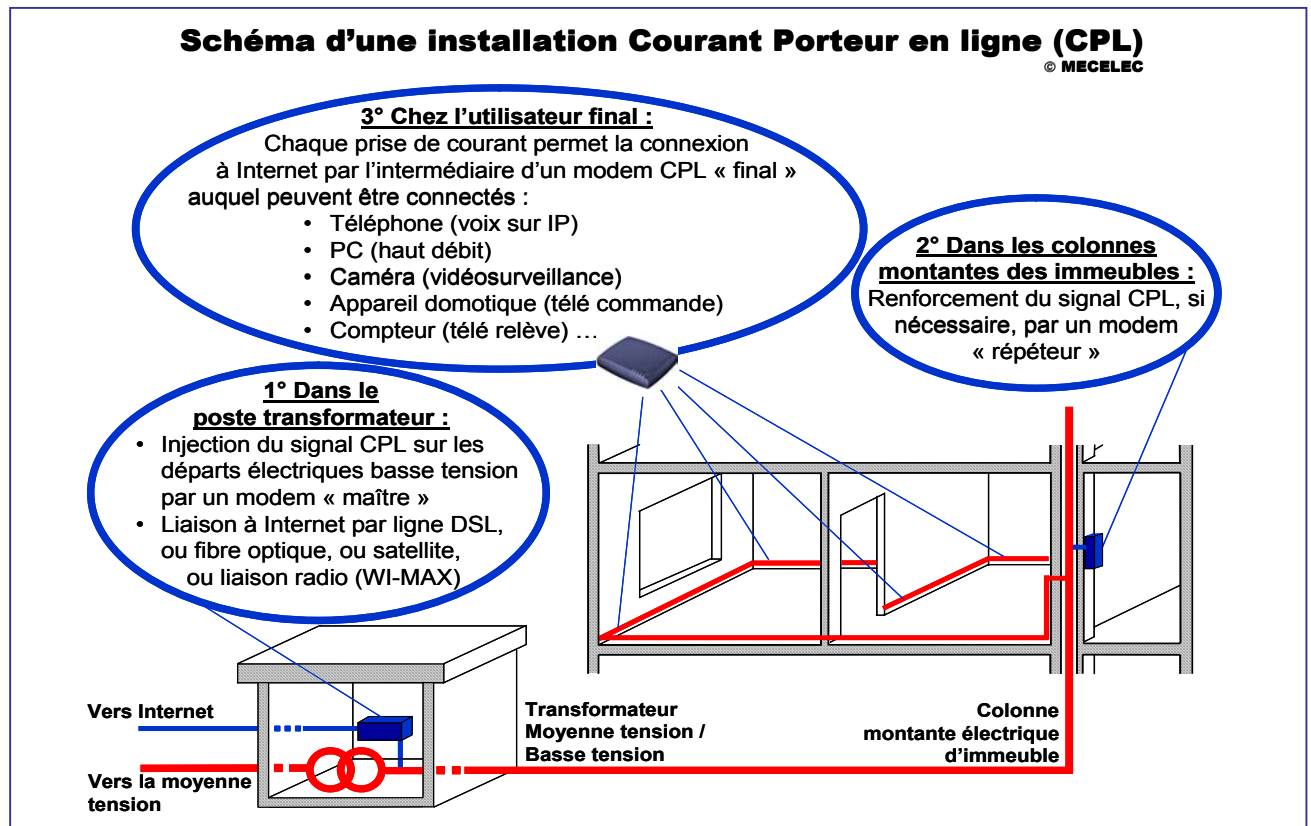 Schéma d'une installation Courant Porteur en ligne (CPL)
© MECELEC
3° Chez l'utilisateur final :
Chaque prise de courant permet la connexion
à Internet par l'intermédiaire d'un modem CPL « final »
auquel peuvent être connectés :
• Téléphone (voix sur IP)
• PC (haut débit)
• Caméra (vidéosurveillance)
• Appareil domotique (télé commande)
• Compteur (télé relève) …
2° Dans les colonnes
montantes des immeubles :
Renforcement du signal CPL, si
nécessaire, par un modem
« répéteur »
1° Dans le
poste transformateur :
• Injection du signal CPL sur les
départs électriques basse tension
par un modem « maître »
• Liaison à Internet par ligne DSL,
ou fibre optique, ou satellite,
ou liaison radio (WI-MAX)
Vers Internet
Vers la moyenne
tension
Transformateur
Moyenne tension /
Basse tension
Colonne
montante électrique
d'immeuble